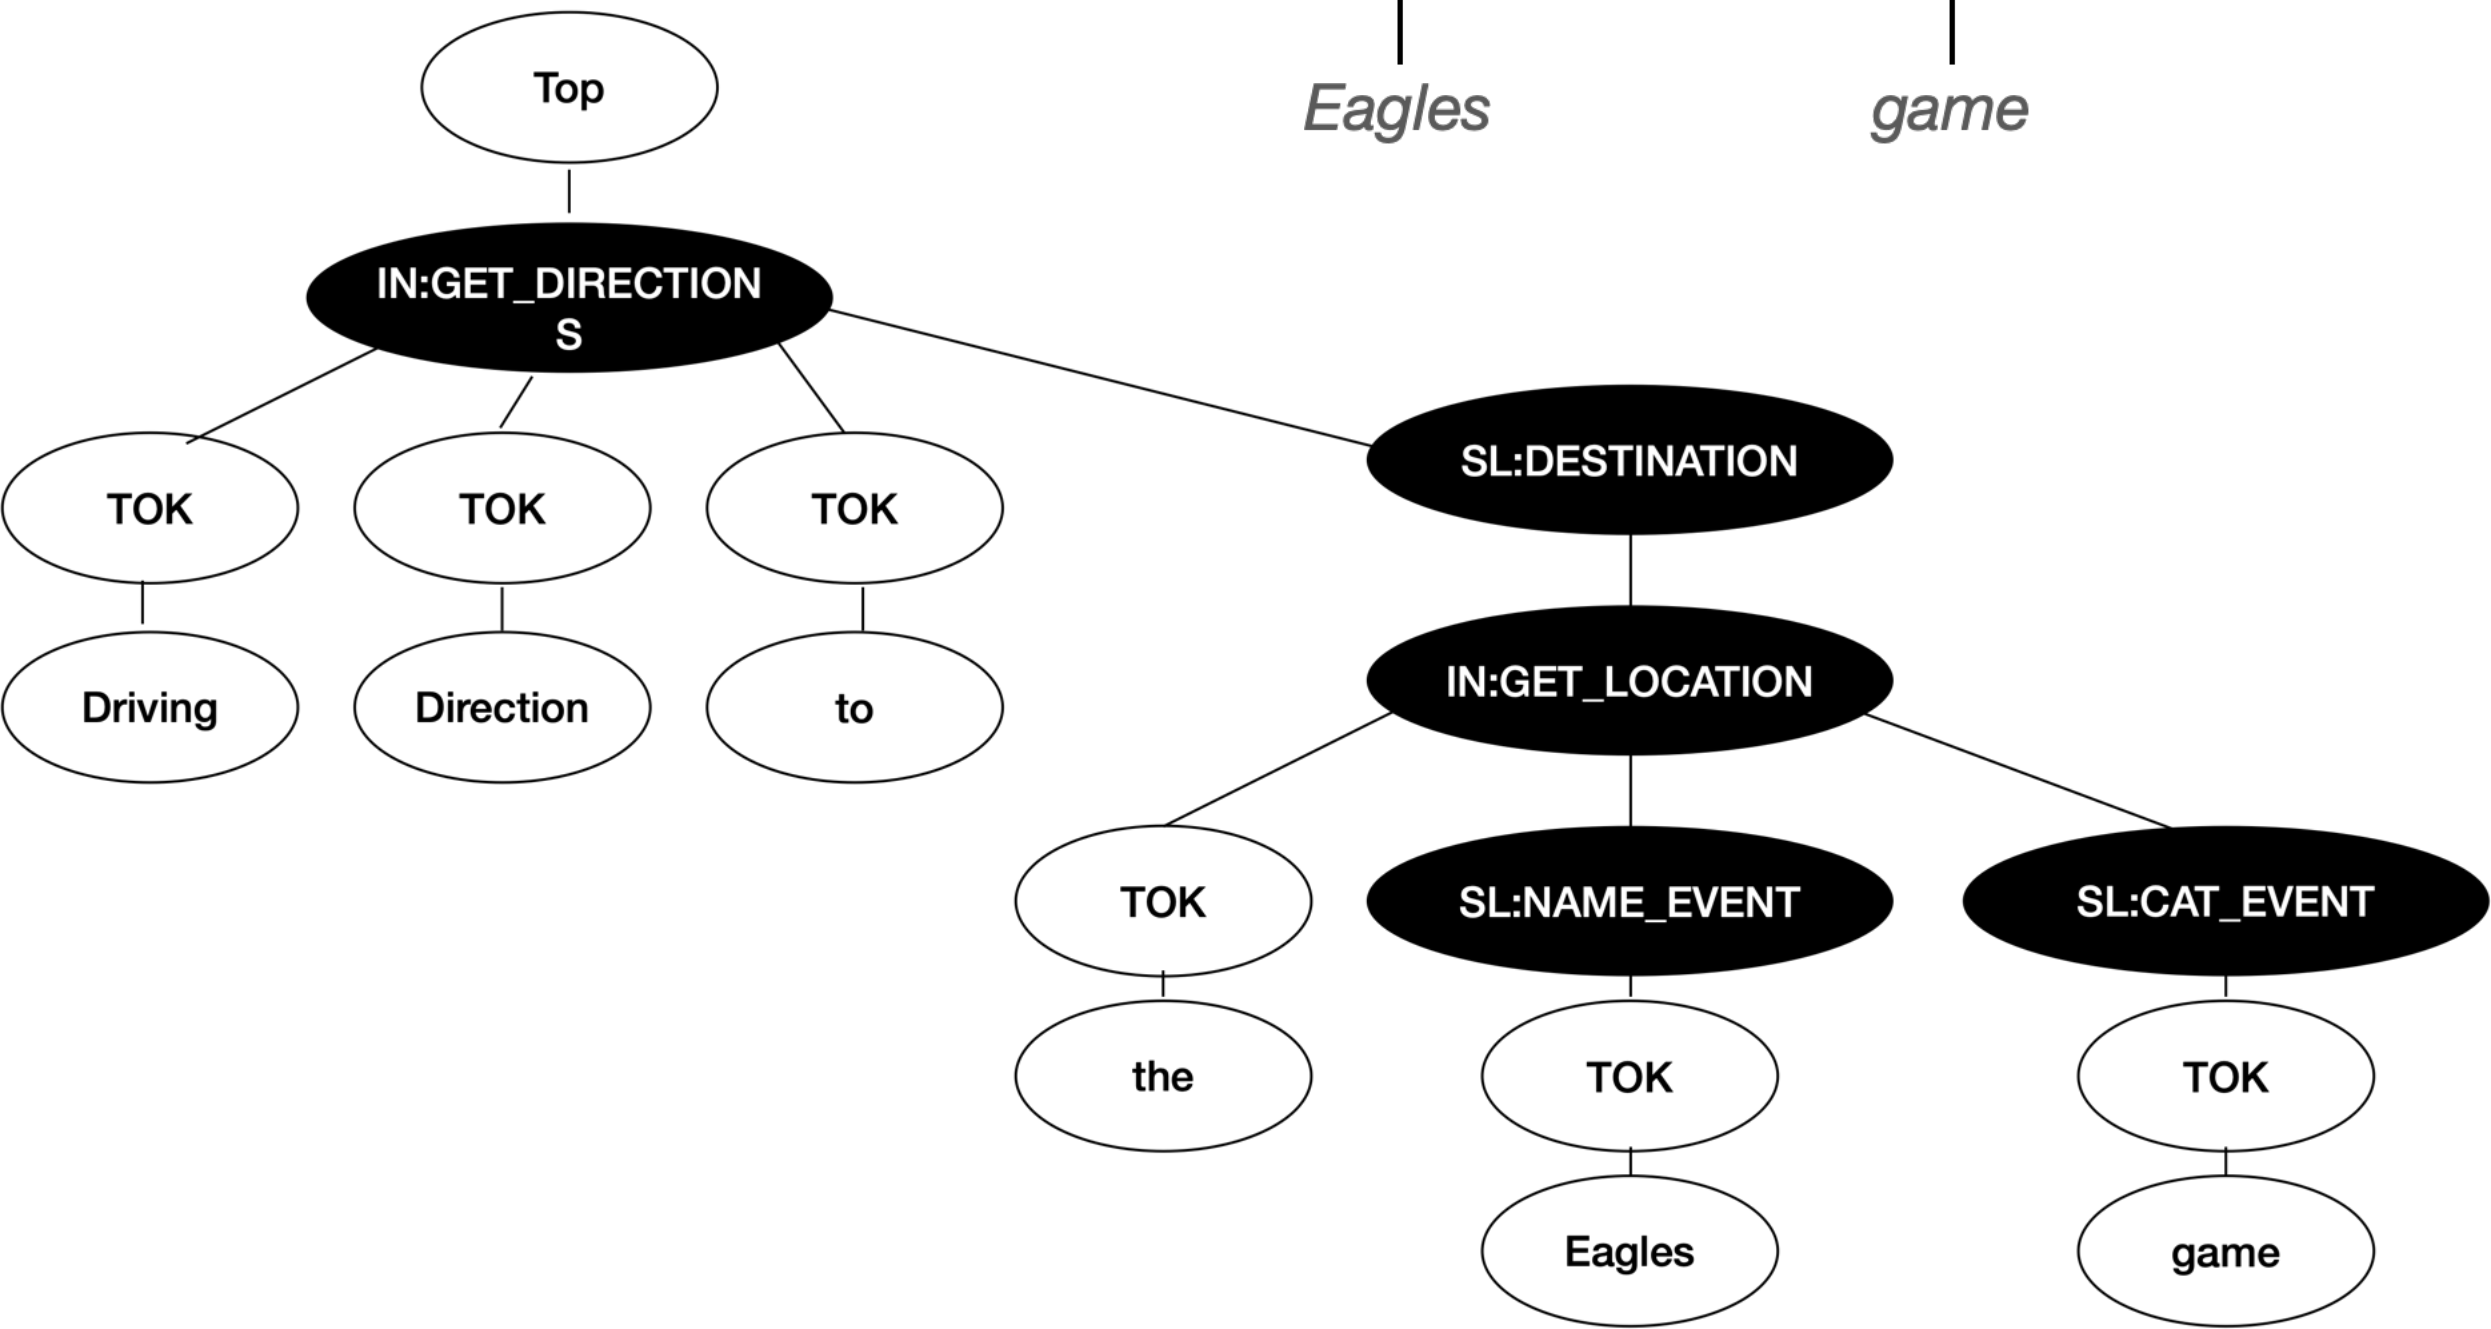 Top
Eagles
game
IN:GET_DIRECTION
S
SL:DESTINATION
TOK
TOK
TOK
IN:GET_LOCATION
Driving
Direction
to
TOK
SL:NAME_EVENT
SL:CAT_EVENT
the
TOK
TOK
Eagles
game